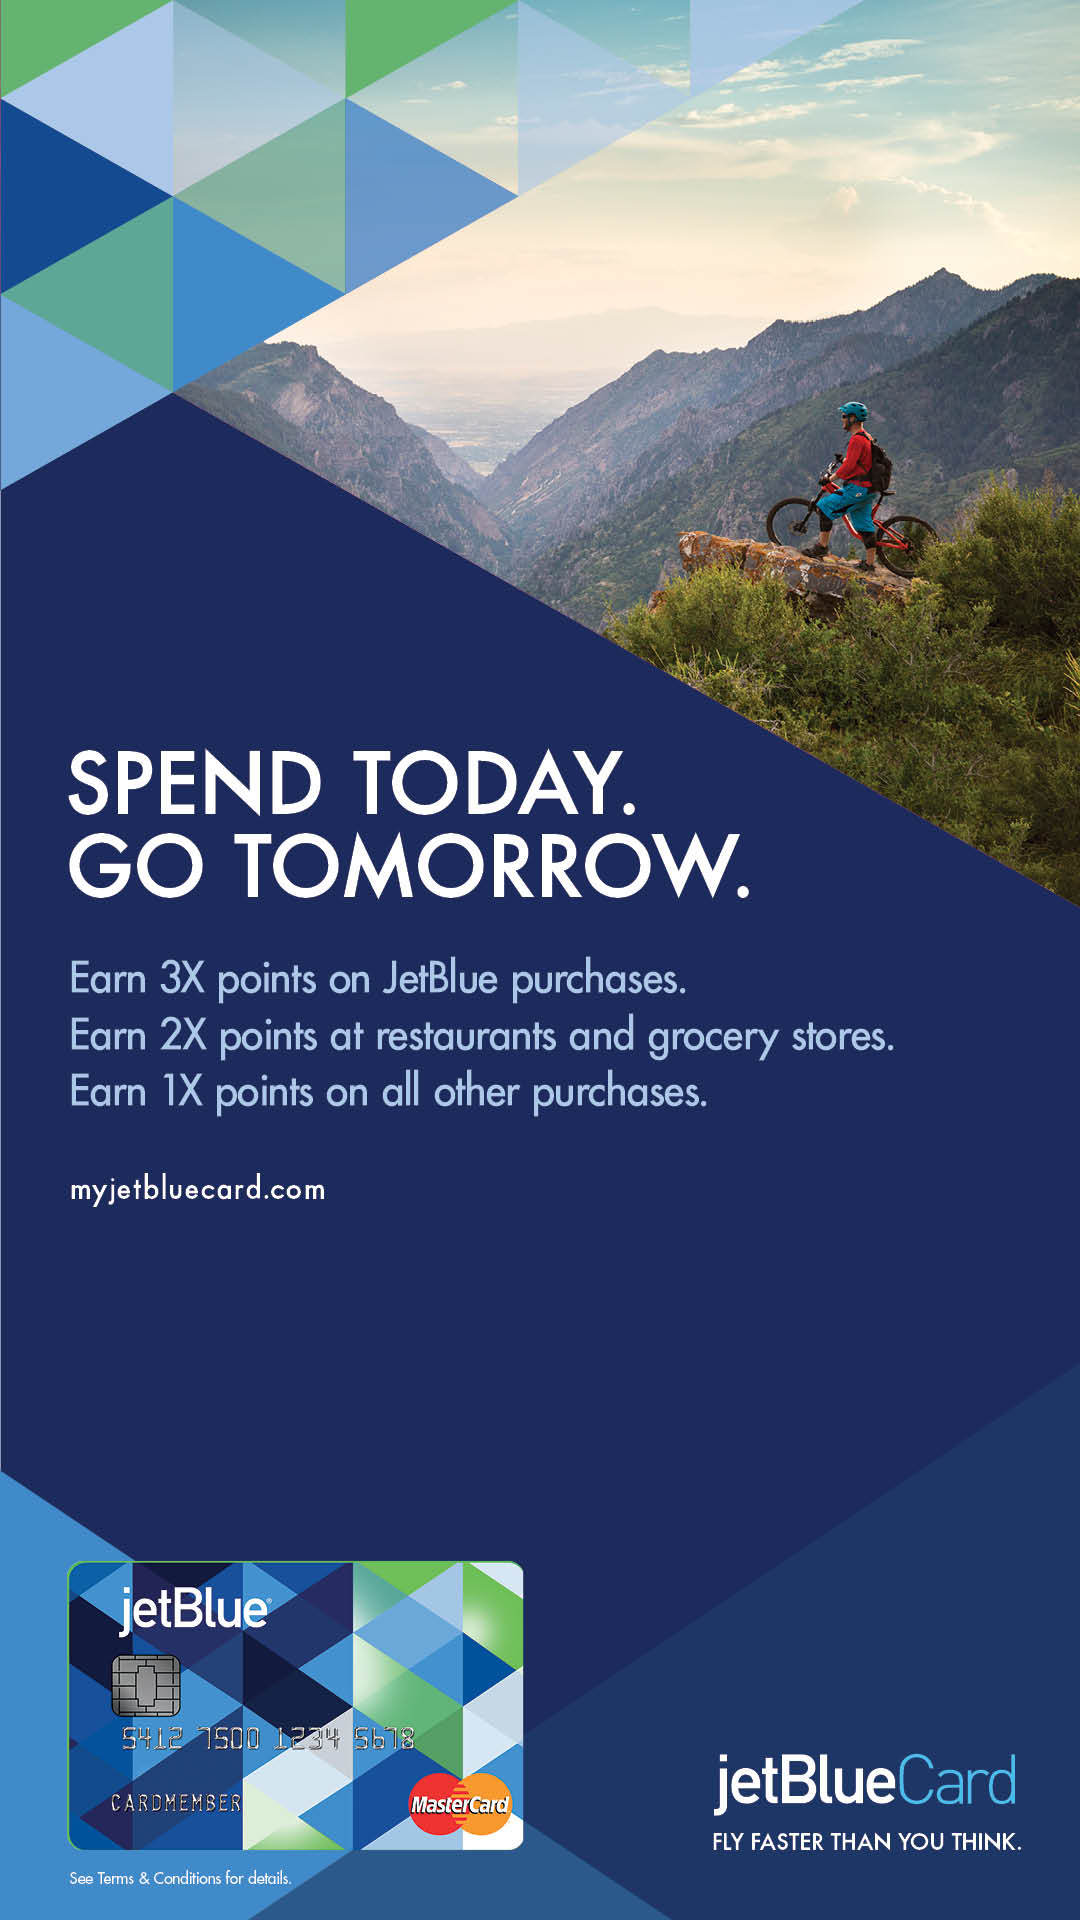 SPEND TODAY.
GO TOMORROW.
Earn 3X points on JetBlue purchases.
Earn 2X points at restaurants and grocery stores.
Earn 1X points on all other purchases.
myjetbluecard.com
jetBlue®
5412 7500 1234 5678
CARDMEMBER
MasterCard
See Terms & Conditions for details.
jetBlueCard
FLY FASTER THAN YOU THINK.